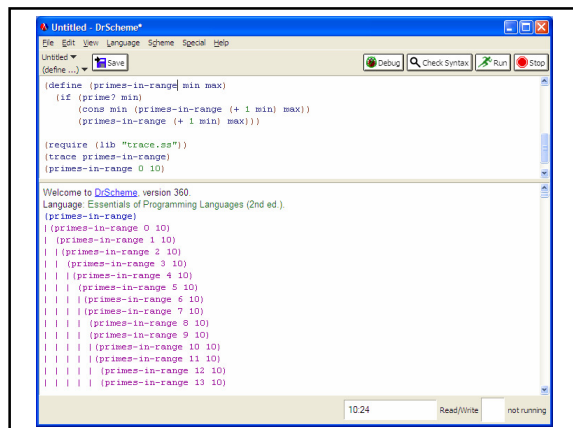 Untitled - DrScheme*
File Edit View Language Scheme Special Help
Untitled
(define ...)
Save
Debug Check Syntax Run Stop
(define (primes-in-range min max)
(if (prime? min)
(cons min (primes-in-range (+ 1 min) max))
(primes-in-range (+ 1 min) max)))
(require (lib "trace.ss"))
(trace primes-in-range)
(primes-in-range 0 10)
Welcome to DrScheme, version 360.
Language: Essentials of Programming Languages (2nd ed.).
(primes-in-range)
|(primes-in-range 0 10)
| (primes-in-range 1 10)
| |(primes-in-range 2 10)
| | (primes-in-range 3 10)
| | |(primes-in-range 4 10)
| | | (primes-in-range 5 10)
| | | |(primes-in-range 6 10)
| | | |(primes-in-range 7 10)
| | | | (primes-in-range 8 10)
| | | | (primes-in-range 9 10)
| | | | |(primes-in-range 10 10)
| | | | |(primes-in-range 11 10)
| | | | | (primes-in-range 12 10)
| | | | | (primes-in-range 13 10)
10:24 Read/Write not running